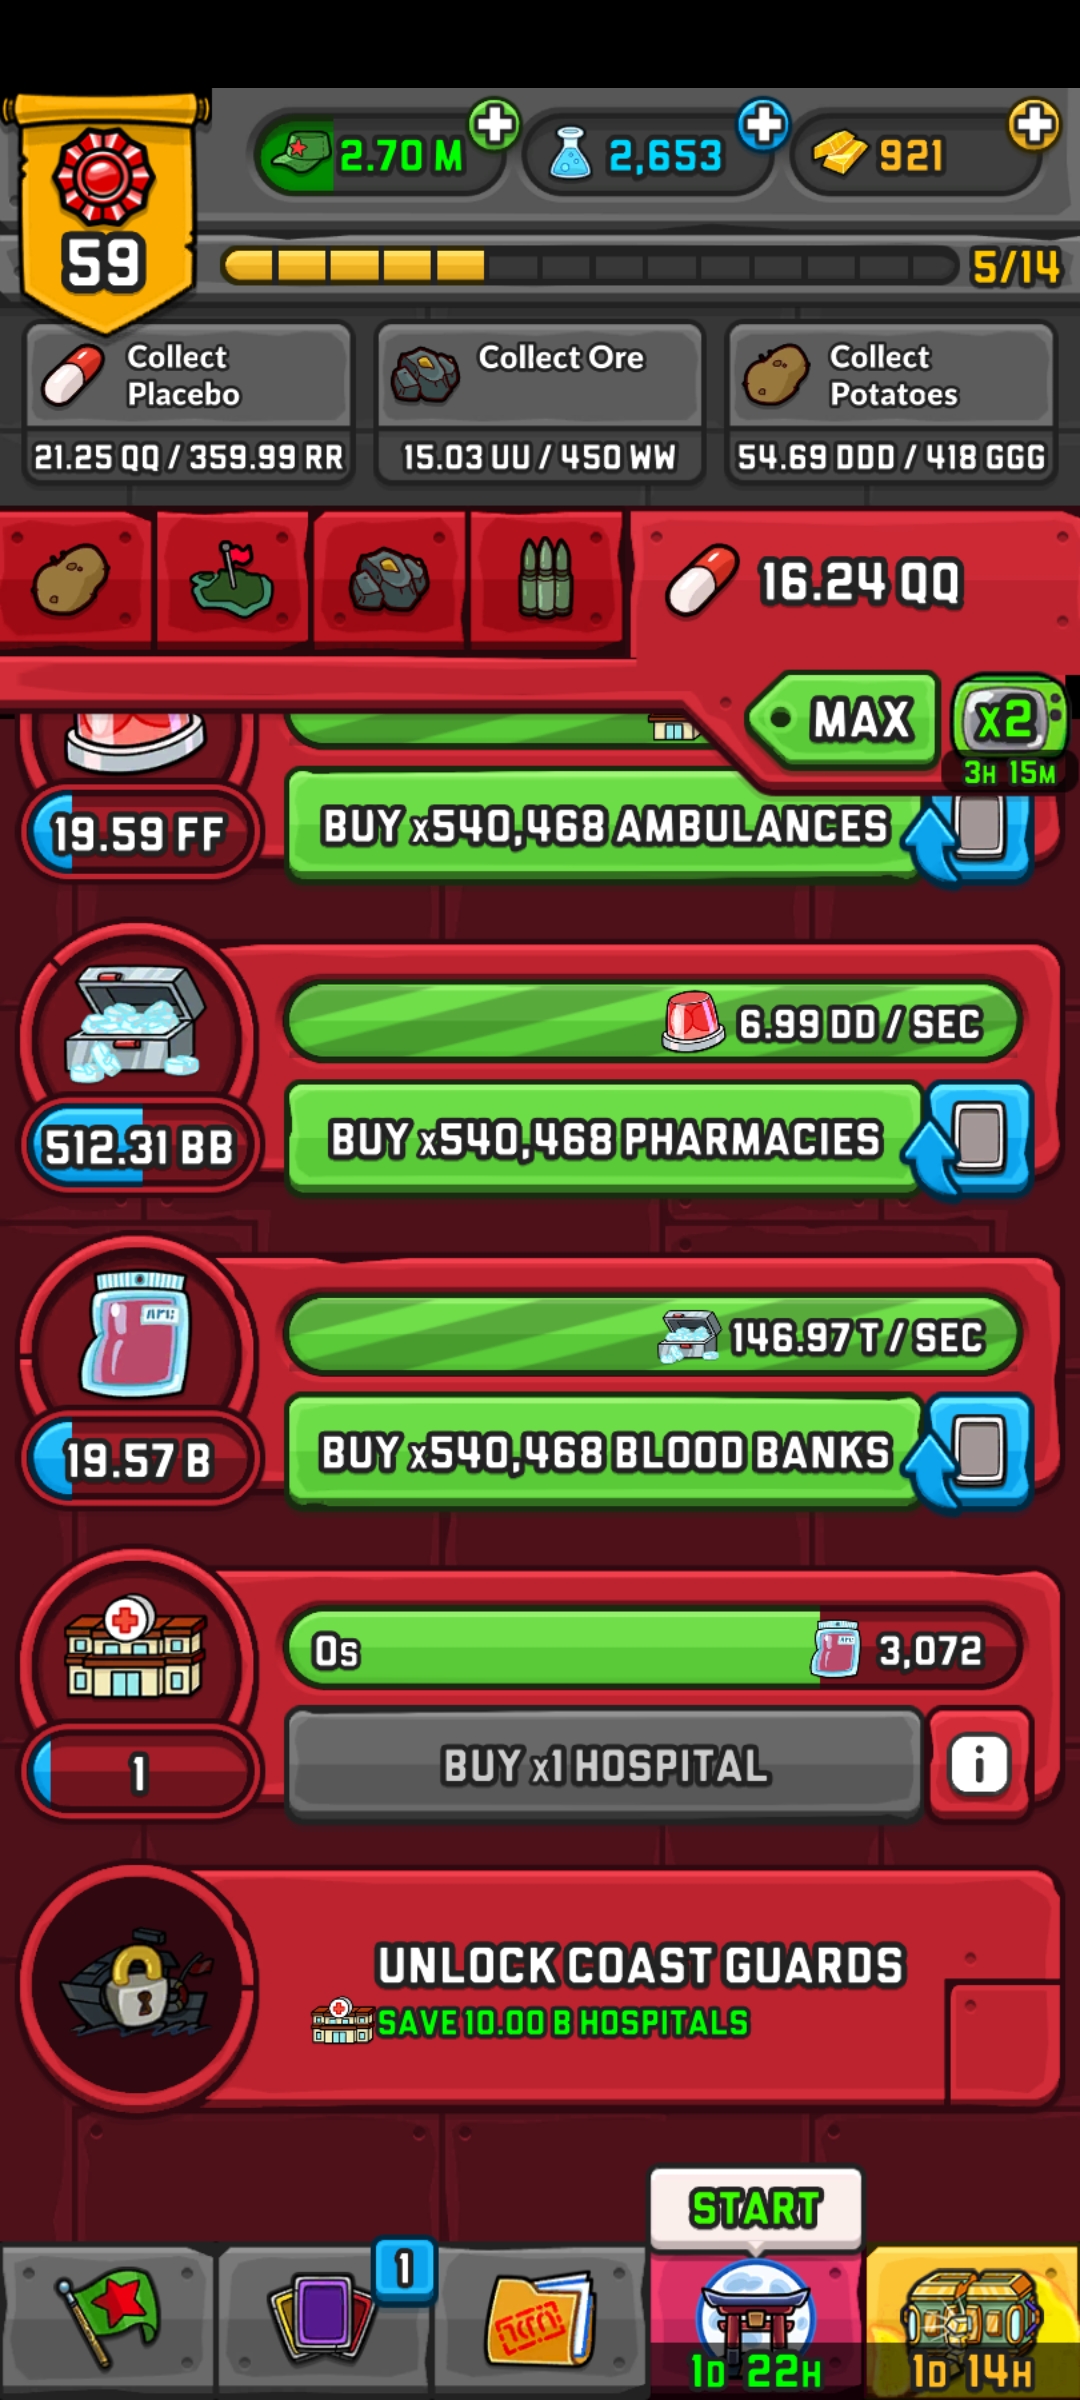 59
2.70 M
2,653
921
5/14
Collect
Placebo
21.25 QQ / 359.99 RR
Collect Ore
15.03 UU / 450 WW
Collect
Potatoes
54.69 DDD / 418 GGG
16.24 QQ
MAX
x2
3H 15M
19.59 FF
BUY x540,468 AMBULANCES
6.99 DD / SEC
512.31 BB
BUY x540,468 PHARMACIES
146.97 T / SEC
19.57 B
BUY x540,468 BLOOD BANKS
0s
3,072
1
BUY x1 HOSPITAL
i
UNLOCK COAST GUARDS
SAVE 10.00 B HOSPITALS
START
1
1D 22H
1D 14H